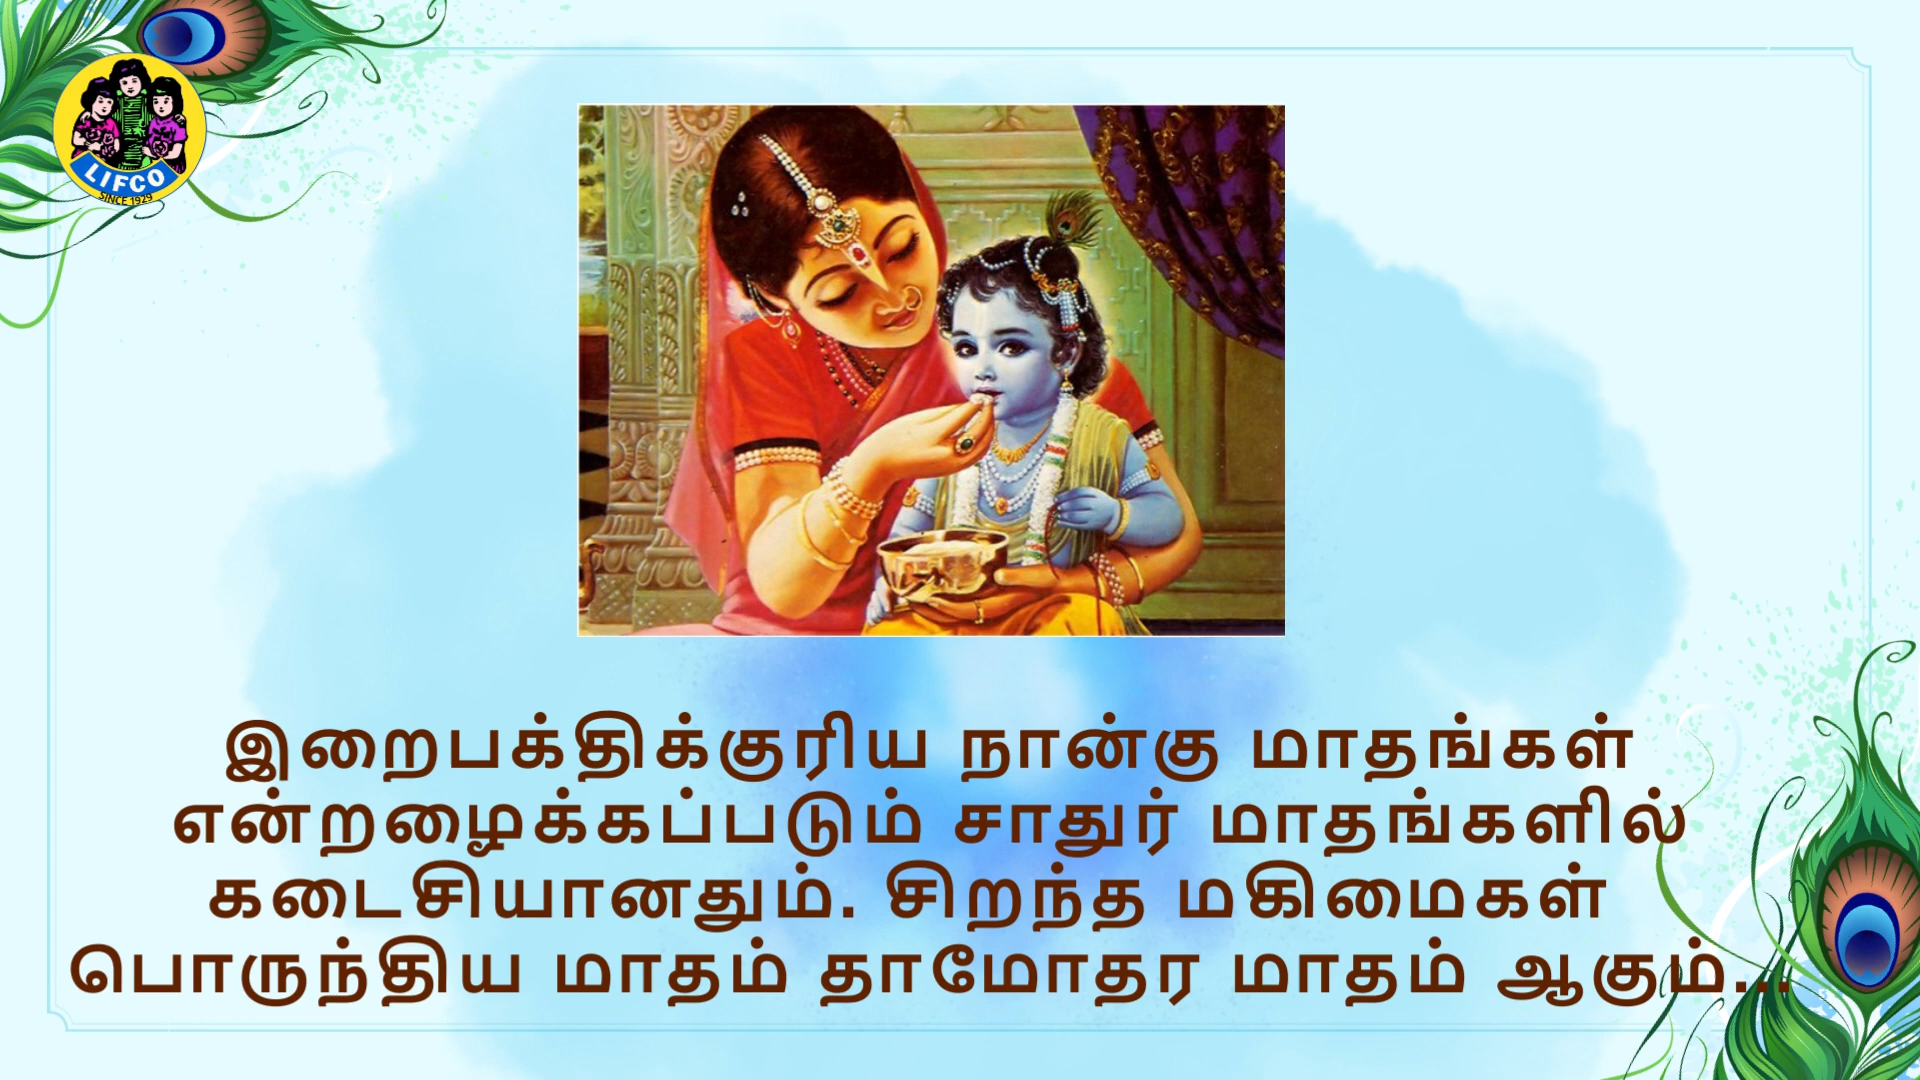 LIFCO
SINCE 1929
இறைபக்திக்குரிய நான்கு மாதங்கள்
என்றழைக்கப்படும் சாதுர் மாதங்களில்
கடைசியானதும். சிறந்த மகிமைகள்
பொருந்திய மாதம் தாமோதர மாதம் ஆகும்...